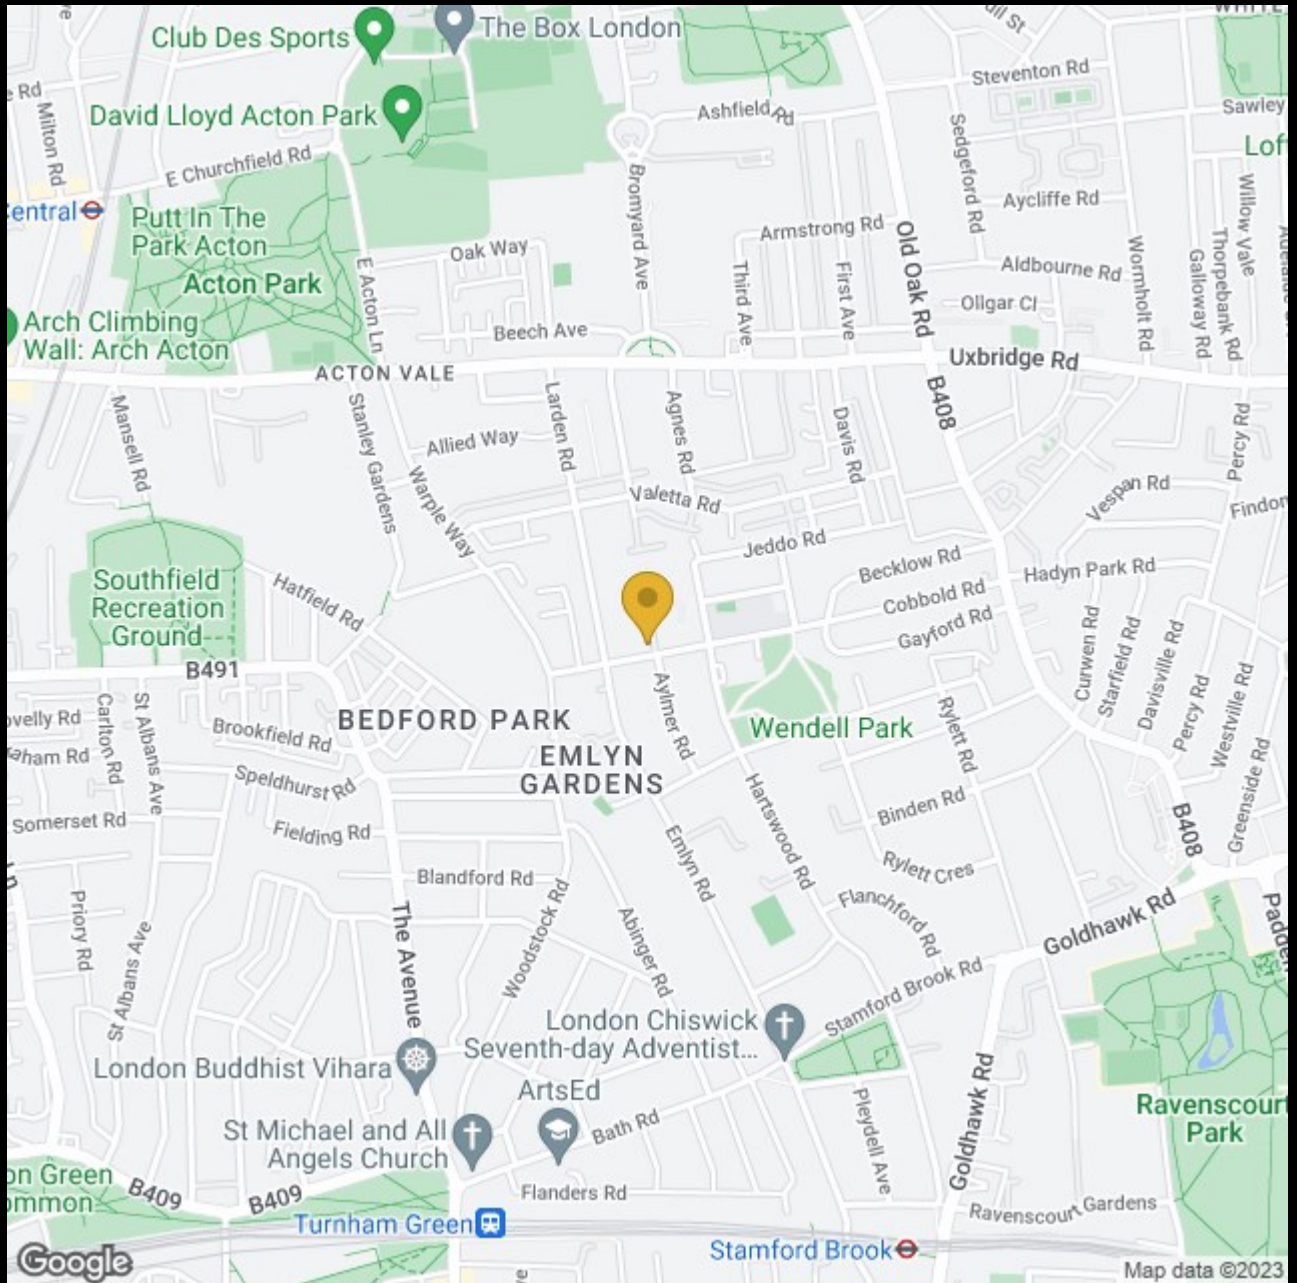 Club Des Sports
The Box London
David Lloyd Acton Park
Ashfield Rd
Steventon Rd
Sawley
Milton Rd
E Churchfield Rd
Bromyard Ave
Sedgeford Rd
Aycliffe Rd
Willow Vale
Putt In The
Park Acton
Acton Park
Oak Way
Armstrong Rd
Old Oak Rd
Aldbourne Rd
Wormholt Rd
Thorpebank Rd
Galloway Rd
E Acton Ln
Third Ave
First Ave
Oligar Cl
Arch Climbing
Wall: Arch Acton
Beech Ave
ACTON VALE
Uxbridge Rd
B408
Mansell Rd
Stanley Gardens
Larden Rd
Agnes Rd
Davis Rd
Allied Way
Percy Rd
Warple Way
Valetta Rd
Vespan Rd
Jeddo Rd
Becklow Rd
Hadyn Park Rd
Southfield
Recreation
Ground
Hatfield Rd
Cobbold Rd
Gayford Rd
Curwen Rd
Starfield Rd
Davisville Rd
Percy Rd
Westville Rd
Greenside Rd
B491
Carlton Rd
St Albans Ave
Brookfield Rd
BEDFORD PARK
Aylmer Rd
Wendell Park
Rylett Rd
EMLYN
GARDENS
Speldhurst Rd
Hartswood Rd
Binden Rd
B408
Somerset Rd
Fielding Rd
Emlyn Rd
Rylett Cres
Blandford Rd
Priory Rd
St Albans Ave
The Avenue
Woodstock Rd
Abinger Rd
Flanchford Rd
Goldhawk Rd
Stamford Brook Rd
London Chiswick
Seventh-day Adventist...
London Buddhist Vihara
ArtsEd
St Michael and All
Angels Church
Bath Rd
Pleydell Ave
Goldhawk Rd
Ravenscourt
Park
B409
B409
Flanders Rd
Turnham Green
Ravenscourt Gardens
Stamford Brook
Google
Map data ©2023